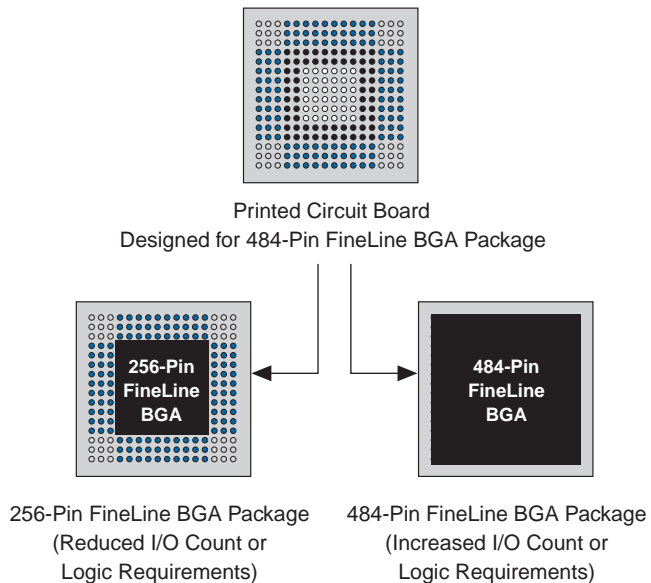 Printed Circuit Board
Designed for 484-Pin FineLine BGA Package
256-Pin
FineLine
BGA
484-Pin
FineLine
BGA
256-Pin FineLine BGA Package
(Reduced I/O Count or
Logic Requirements)
484-Pin FineLine BGA Package
(Increased I/O Count or
Logic Requirements)